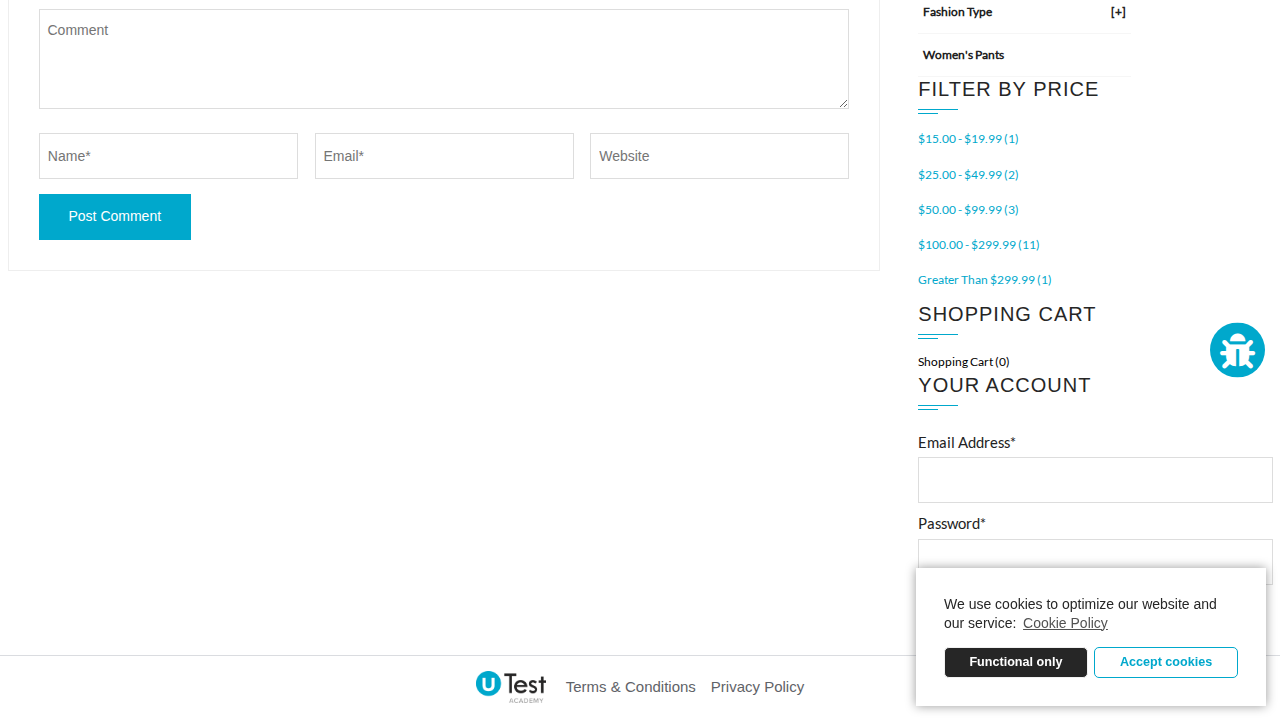 Comment
Name*
Email*
Website
Post Comment
Fashion Type
[+]
Women's Pants
FILTER BY PRICE
$15.00 - $19.99 (1)
$25.00 - $49.99 (2)
$50.00 - $99.99 (3)
$100.00 - $299.99 (11)
Greater Than $299.99 (1)
SHOPPING CART
Shopping Cart (0)
YOUR ACCOUNT
Email Address*
Password*
We use cookies to optimize our website and
our service: Cookie Policy
Functional only
Accept cookies
U Test
ACADEMY
Terms & Conditions
Privacy Policy